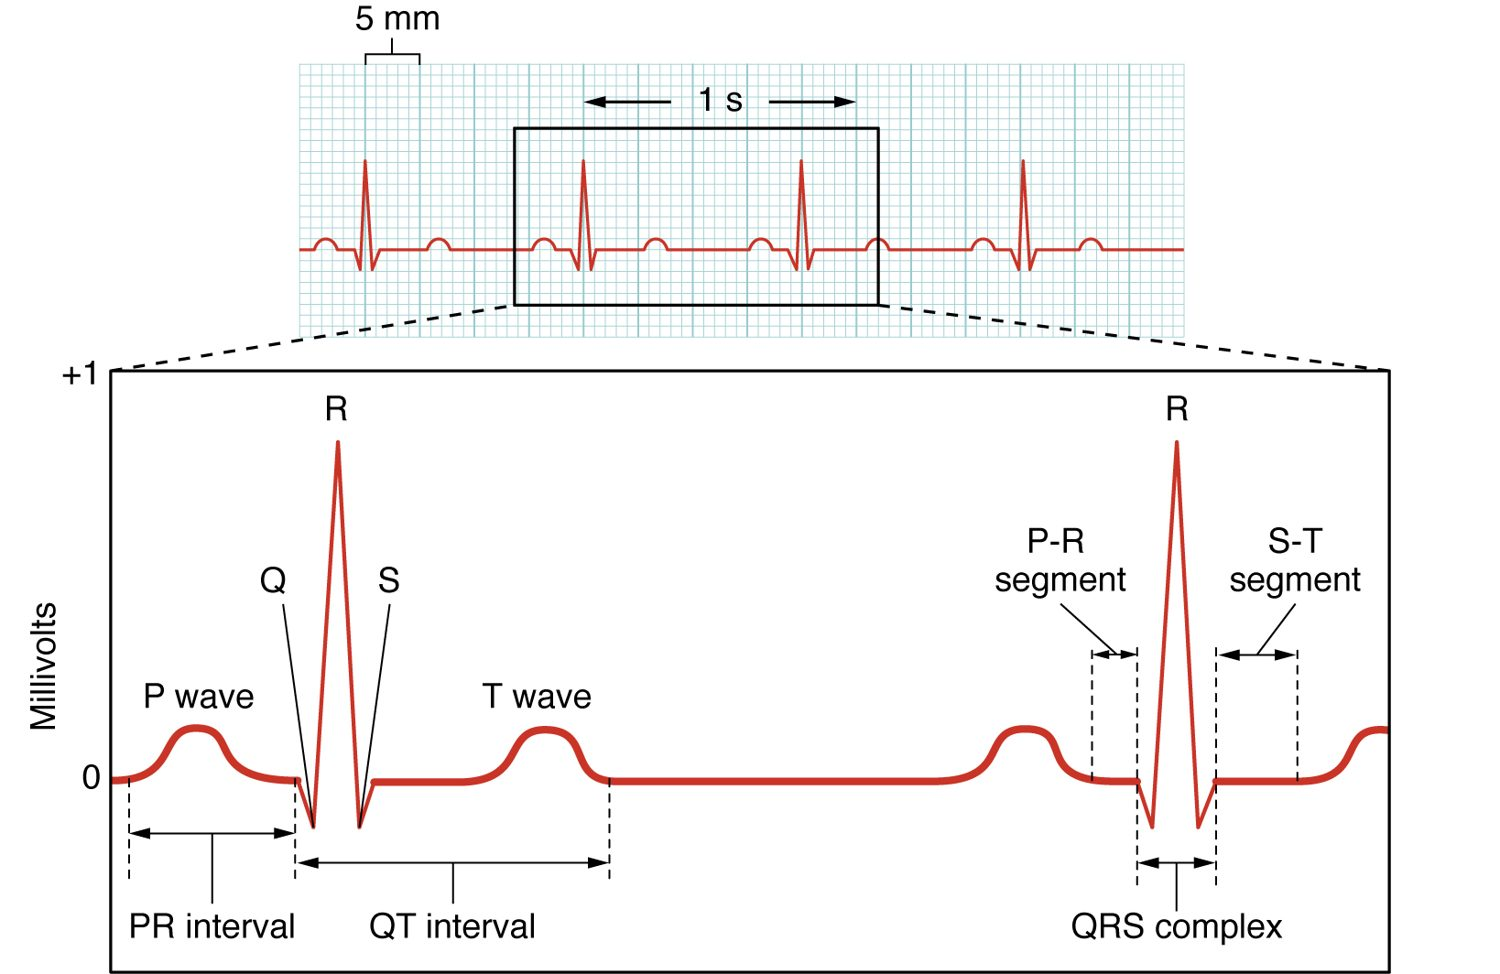 5 mm
1 s
+1
R
R
P-R
segment
S-T
segment
Q
S
Millivolts
P wave
T wave
0
PR interval
QT interval
QRS complex